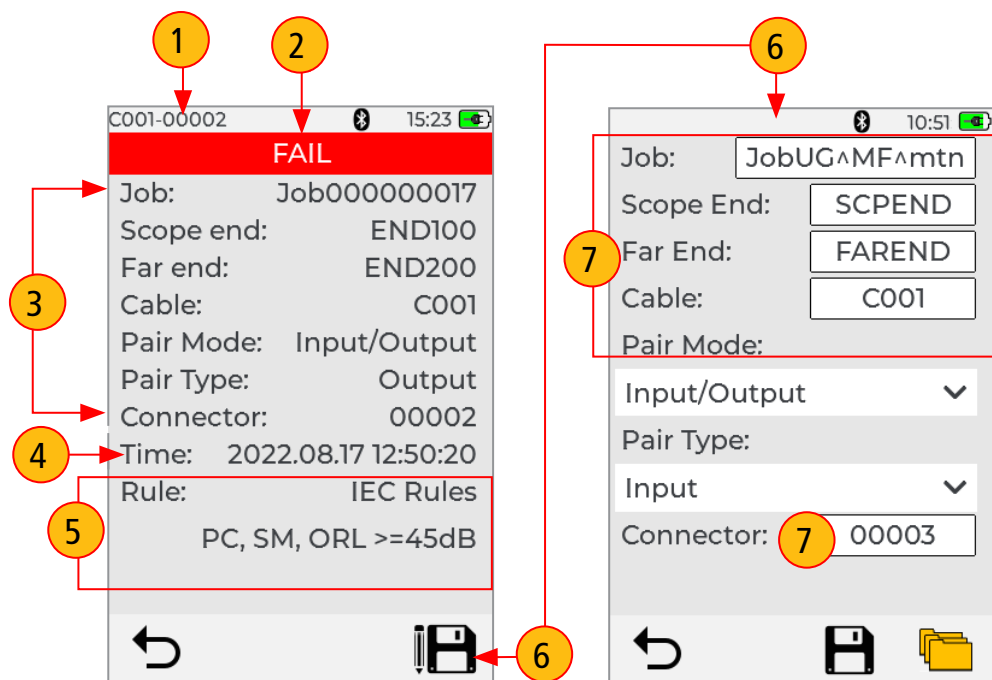 1
2
6
C001-00002 15:23
FAIL
Job: Job000000017
Scope end: END100
Far end: END200
Cable: C001
Pair Mode: Input/Output
Pair Type: Output
Connector: 00002
Time: 2022.08.17 12:50:20
Rule: IEC Rules
PC, SM, ORL >=45dB
3
4
5
6
10:51
Job: JobUG^MF^mtn
Scope End: SCPEND
Far End: FAREND
Cable: C001
Pair Mode:
Input/Output
Pair Type:
Input
Connector: 00003
7
7